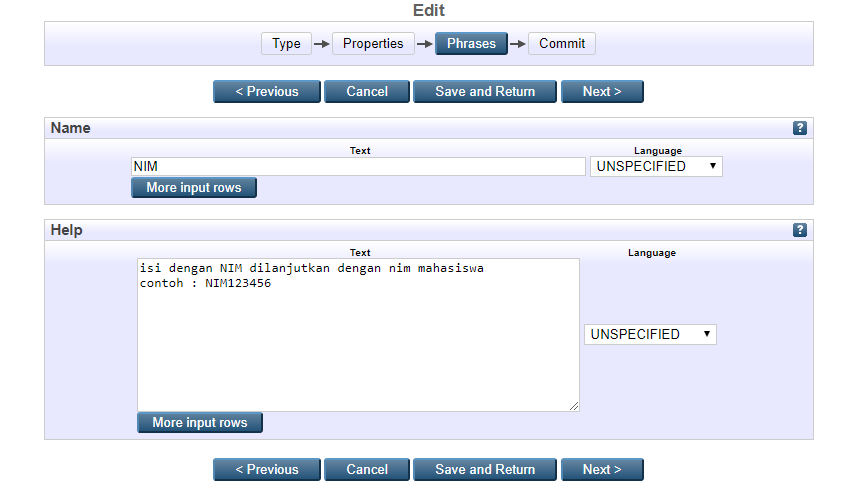 Edit
Type Properties Phrases Commit
< Previous Cancel Save and Return Next >
Name ?
Text Language
NIM UNSPECIFIED
More input rows
Help ?
Text Language
isi dengan NIM dilanjutkan dengan nim mahasiswa
contoh : NIM123456
UNSPECIFIED
More input rows
< Previous Cancel Save and Return Next >